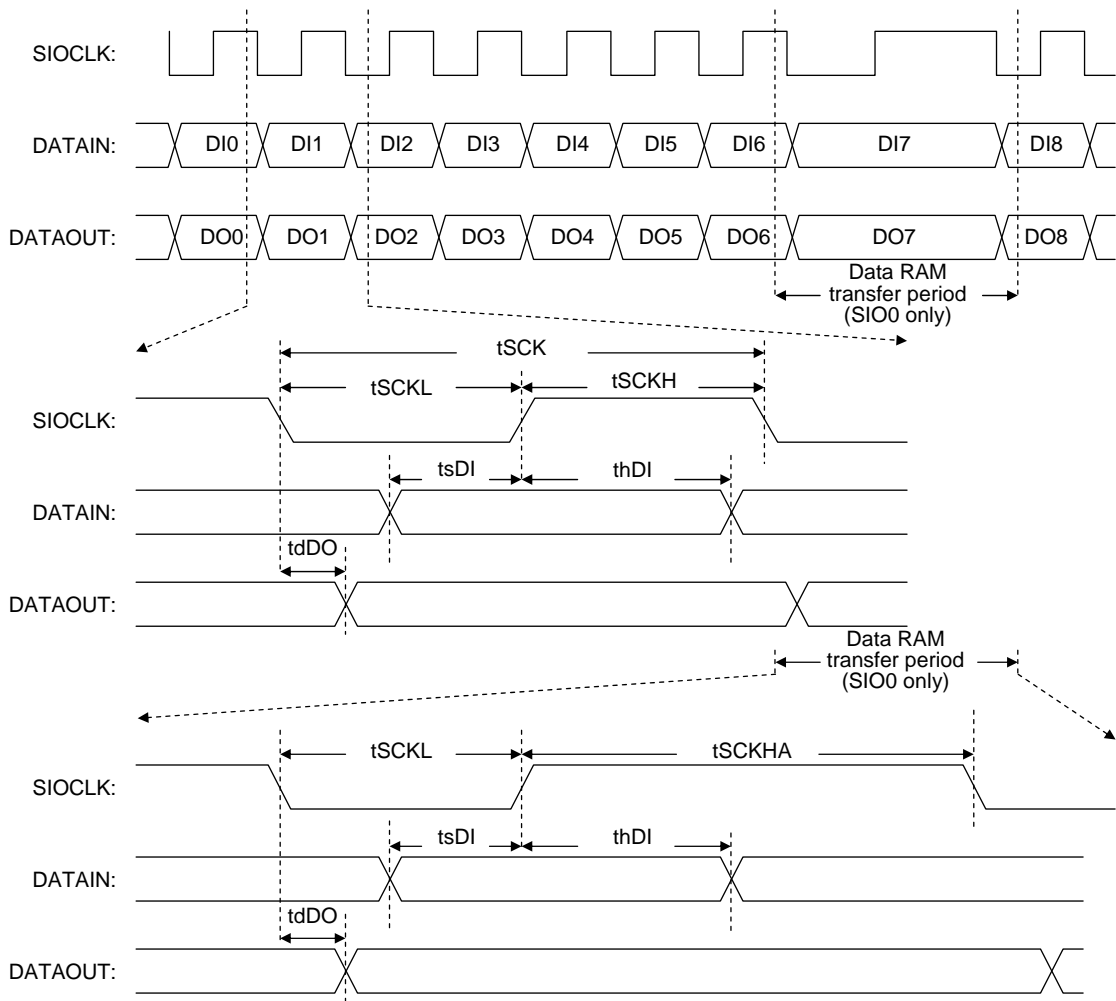 SIOCLK:
DATAIN: DI0 DI1 DI2 DI3 DI4 DI5 DI6 DI7 DI8
DATAOUT: DO0 DO1 DO2 DO3 DO4 DO5 DO6 DO7 DO8
Data RAM
transfer period
(SIO0 only)
tSCK
tSCKL tSCKH
SIOCLK:
tsDI thDI
DATAIN:
tdDO
DATAOUT:
Data RAM
transfer period
(SIO0 only)
tSCKL tSCKHA
SIOCLK:
tsDI thDI
DATAIN:
tdDO
DATAOUT: